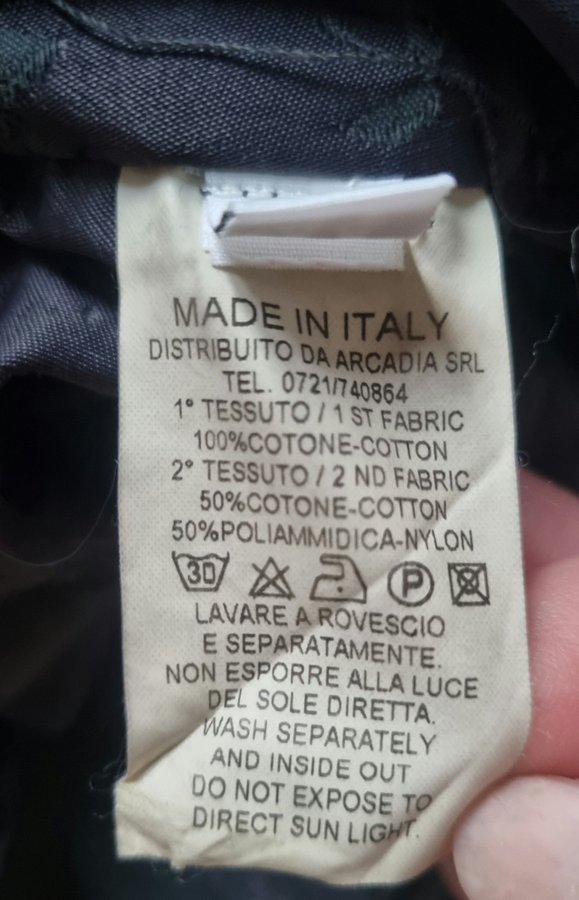 MADE IN ITALY
DISTRIBUITO DA ARCADIA SRL
TEL. 0721/740864
1° TESSUTO / 1 ST FABRIC
100%COTONE-COTTON
2° TESSUTO / 2 ND FABRIC
50%COTONE-COTTON
50%POLIAMMIDICA-NYLON
30 P
LAVARE A ROVESCIO
E SEPARATAMENTE.
NON ESPORRE ALLA LUCE
DEL SOLE DIRETTA.
WASH SEPARATELY
AND INSIDE OUT
DO NOT EXPOSE TO
DIRECT SUN LIGHT.